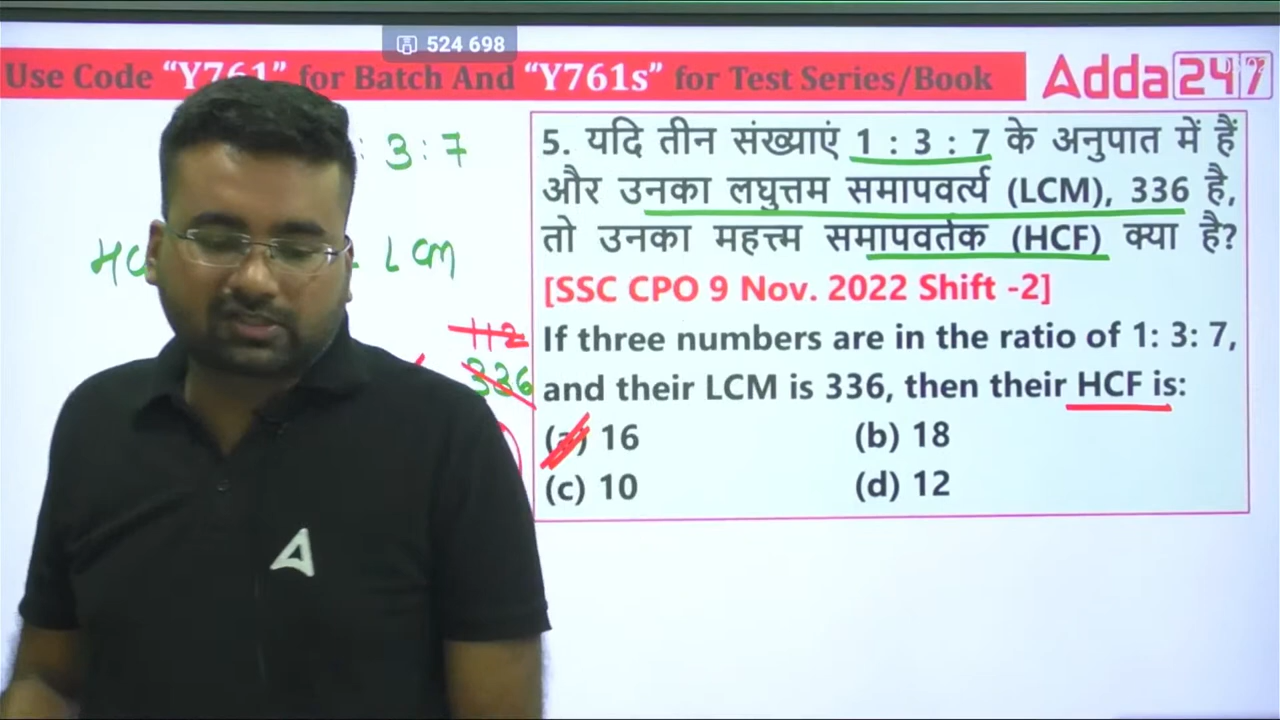 524 698
Use Code “Y761” for Batch And “Y761s” for Test Series/Book
Adda247
: 3 : 7
LCM
112
336
5. यदि तीन संख्याएं 1 : 3 : 7 के अनुपात में हैं
और उनका लघुत्तम समापवर्त्य (LCM), 336 है,
तो उनका महत्तम समापवर्तक (HCF) क्या है?
[SSC CPO 9 Nov. 2022 Shift -2]
If three numbers are in the ratio of 1: 3: 7,
and their LCM is 336, then their HCF is:
(a) 16 (b) 18
(c) 10 (d) 12